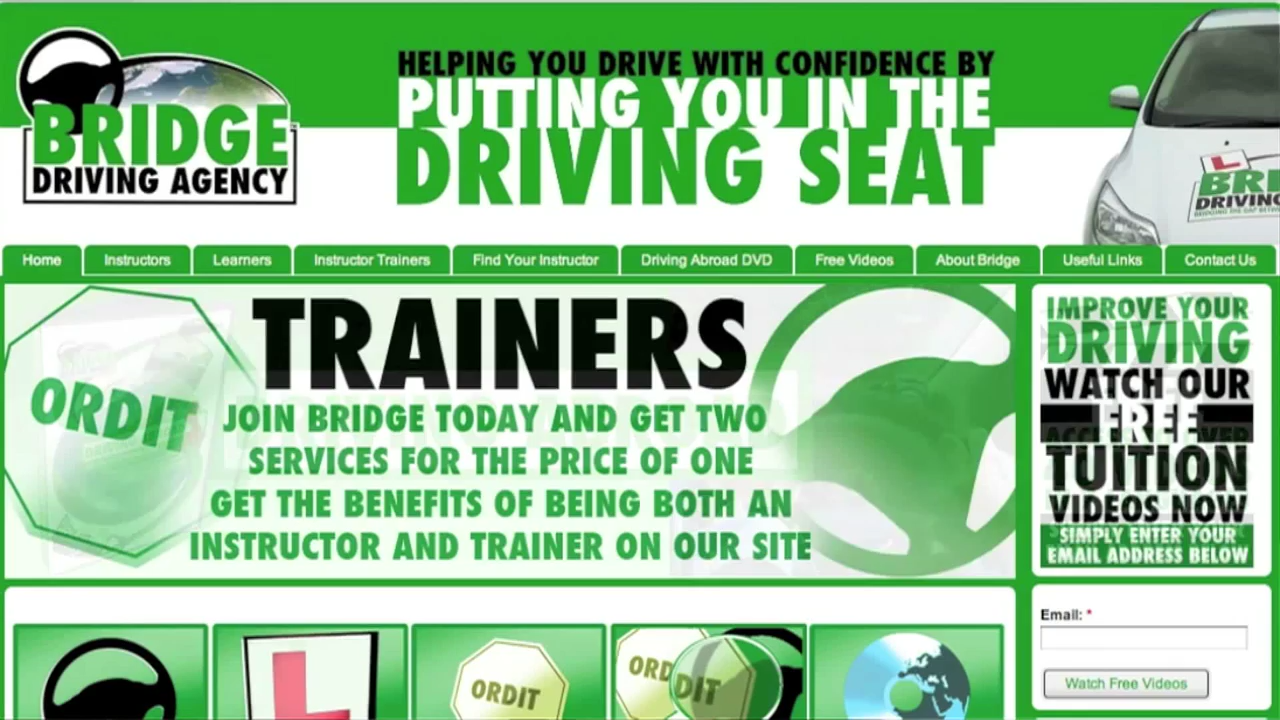 BRIDGE
DRIVING AGENCY
HELPING YOU DRIVE WITH CONFIDENCE BY
PUTTING YOU IN THE
DRIVING SEAT
L
BRI
DRIVING
Home
Instructors
Learners
Instructor Trainers
Find Your Instructor
Driving Abroad DVD
Free Videos
About Bridge
Useful Links
Contact Us
ORDIT
TRAINERS
JOIN BRIDGE TODAY AND GET TWO
SERVICES FOR THE PRICE OF ONE
GET THE BENEFITS OF BEING BOTH AN
INSTRUCTOR AND TRAINER ON OUR SITE
IMPROVE YOUR
DRIVING
WATCH OUR
FREE
TUITION
VIDEOS NOW
SIMPLY ENTER YOUR
EMAIL ADDRESS BELOW
Email: *
Watch Free Videos
L
ORDIT
ORDIT